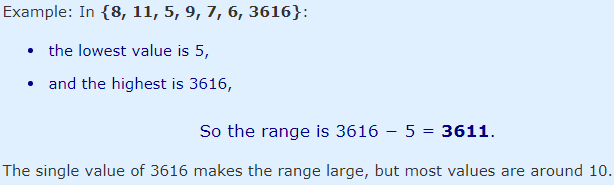 Example: In {8, 11, 5, 9, 7, 6, 3616}:
• the lowest value is 5,
• and the highest is 3616,
So the range is 3616 − 5 = 3611.
The single value of 3616 makes the range large, but most values are around 10.